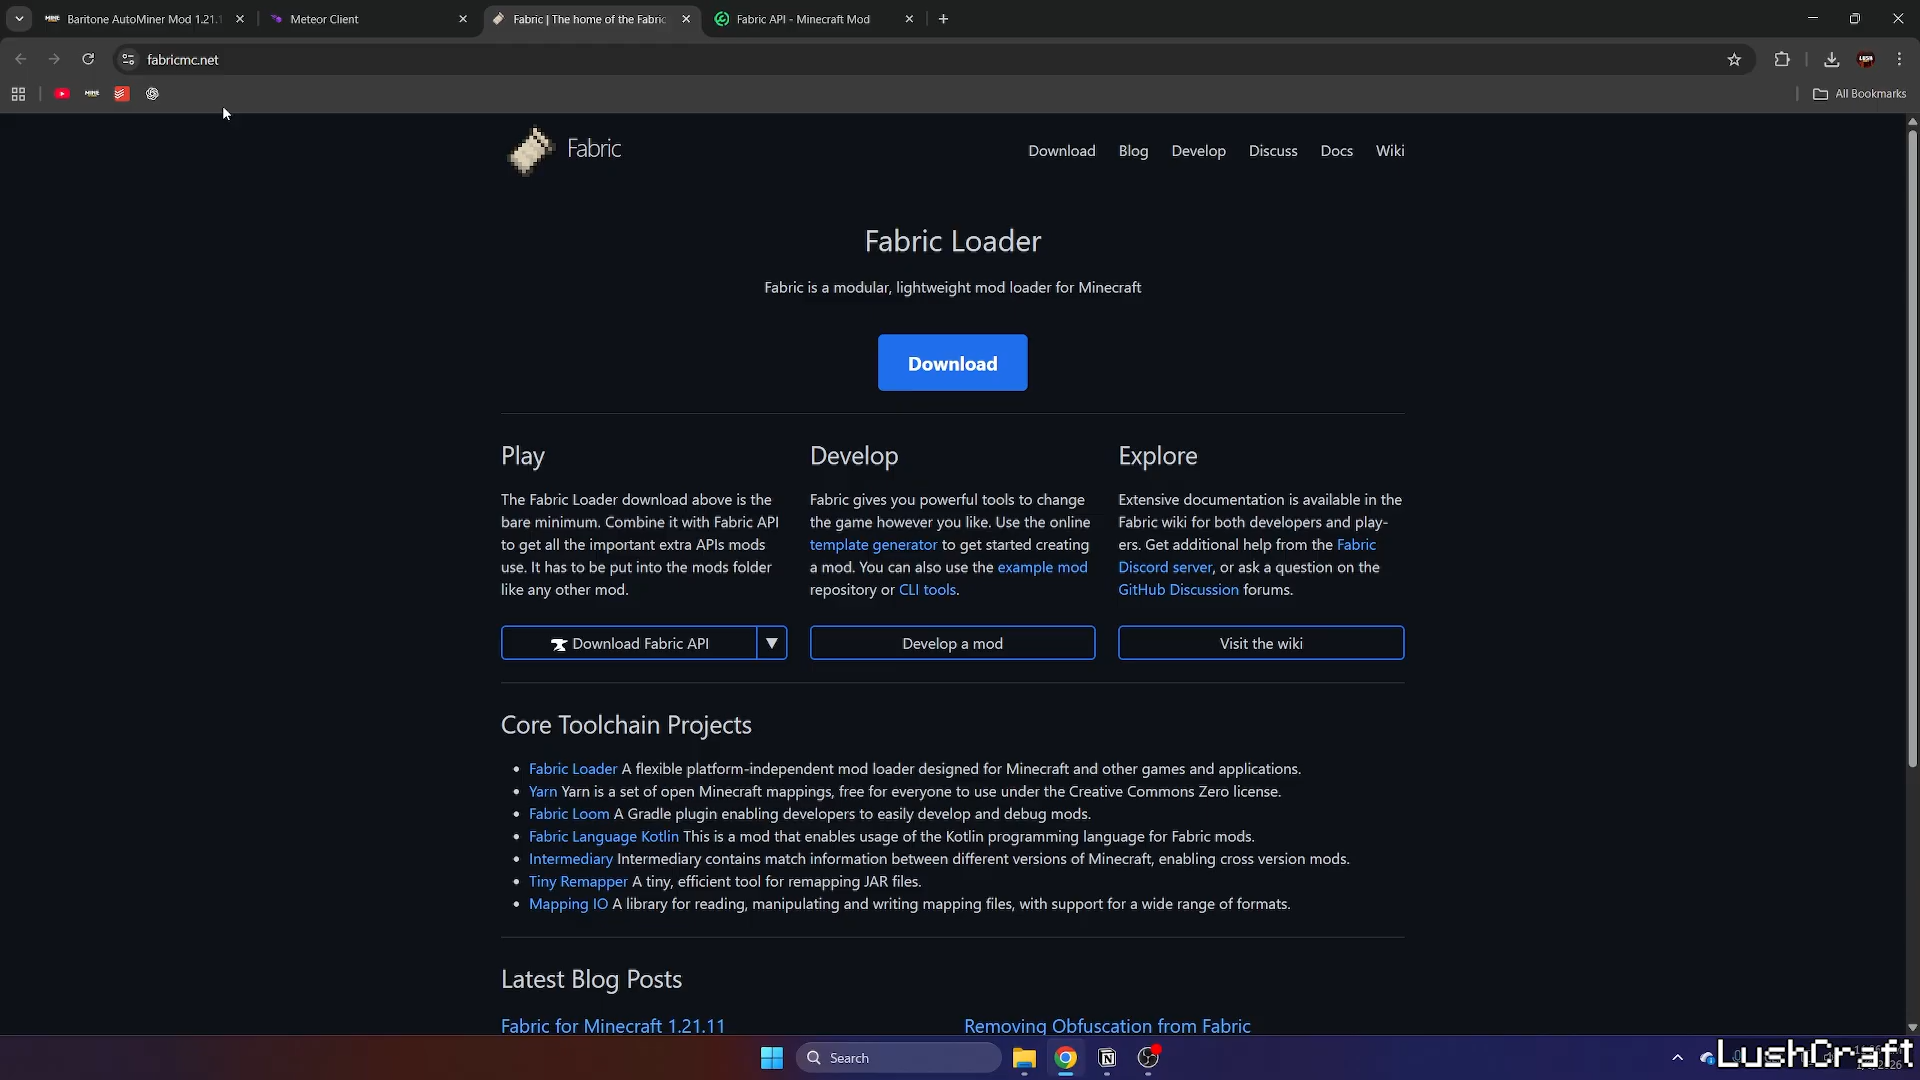 Baritone AutoMiner Mod 1.21.1
Meteor Client
Fabric | The home of the Fabric
Fabric API - Minecraft Mod
fabricmc.net
LUSH
MINE
All Bookmarks
Fabric
Download
Blog
Develop
Discuss
Docs
Wiki
Fabric Loader
Fabric is a modular, lightweight mod loader for Minecraft
Download
Play
The Fabric Loader download above is the
bare minimum. Combine it with Fabric API
to get all the important extra APIs mods
use. It has to be put into the mods folder
like any other mod.
Download Fabric API
Develop
Fabric gives you powerful tools to change
the game however you like. Use the online
template generator to get started creating
a mod. You can also use the example mod
repository or CLI tools.
Develop a mod
Explore
Extensive documentation is available in the
Fabric wiki for both developers and play-
ers. Get additional help from the Fabric
Discord server, or ask a question on the
GitHub Discussion forums.
Visit the wiki
Core Toolchain Projects
• Fabric Loader A flexible platform-independent mod loader designed for Minecraft and other games and applications.
• Yarn Yarn is a set of open Minecraft mappings, free for everyone to use under the Creative Commons Zero license.
• Fabric Loom A Gradle plugin enabling developers to easily develop and debug mods.
• Fabric Language Kotlin This is a mod that enables usage of the Kotlin programming language for Fabric mods.
• Intermediary Intermediary contains match information between different versions of Minecraft, enabling cross version mods.
• Tiny Remapper A tiny, efficient tool for remapping JAR files.
• Mapping IO A library for reading, manipulating and writing mapping files, with support for a wide range of formats.
Latest Blog Posts
Fabric for Minecraft 1.21.11
Removing Obfuscation from Fabric
Search
LushCraft